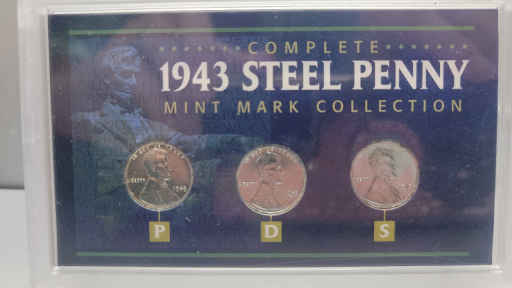 COMPLETE
1943 STEEL PENNY
MINT MARK COLLECTION
P D S